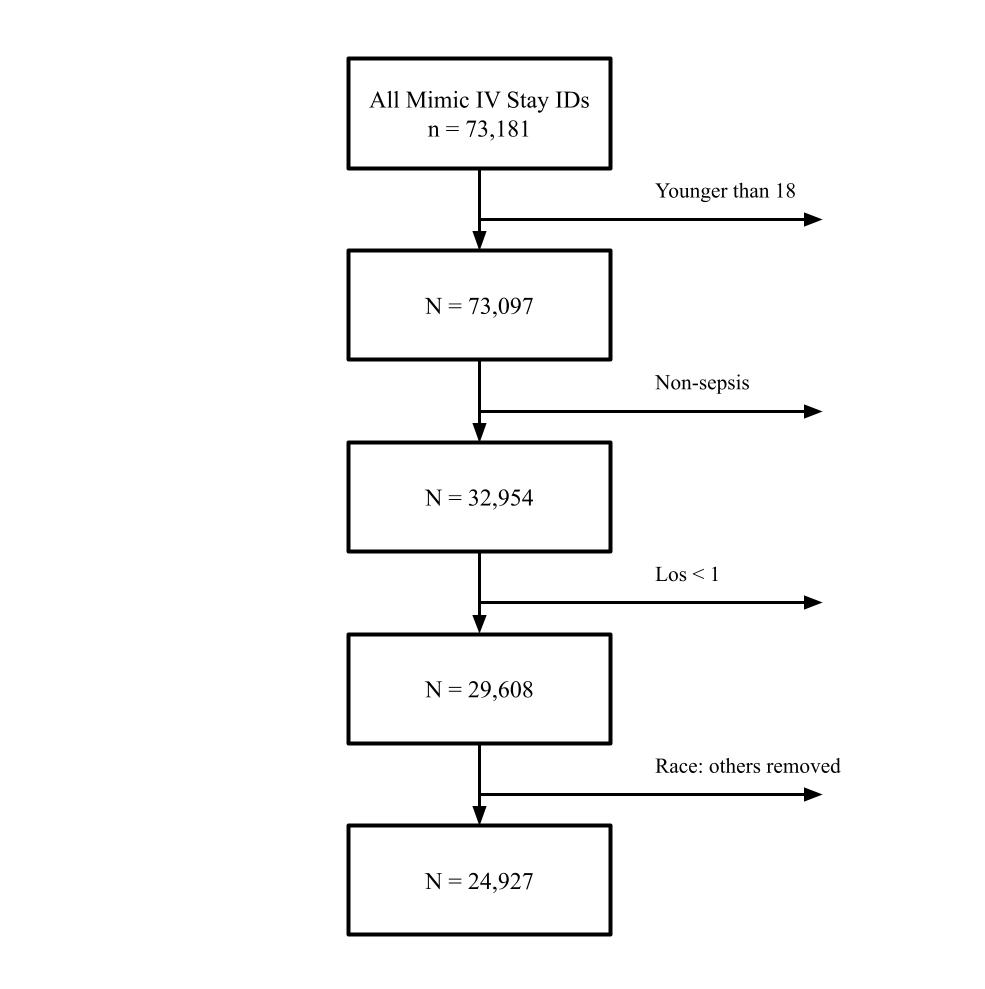 All Mimic IV Stay IDs
n = 73,181
Younger than 18
N = 73,097
Non-sepsis
N = 32,954
Los < 1
N = 29,608
Race: others removed
N = 24,927